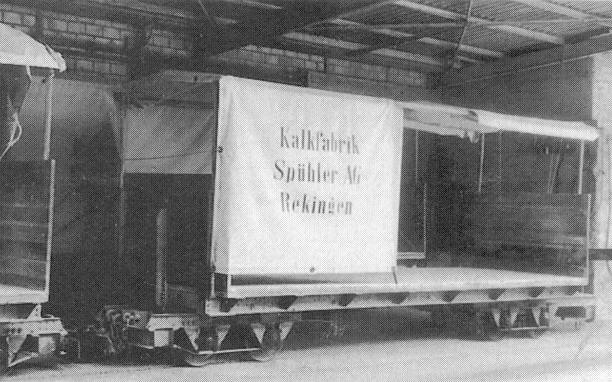 Kalkfabrik
Spühler AG
Rekingen